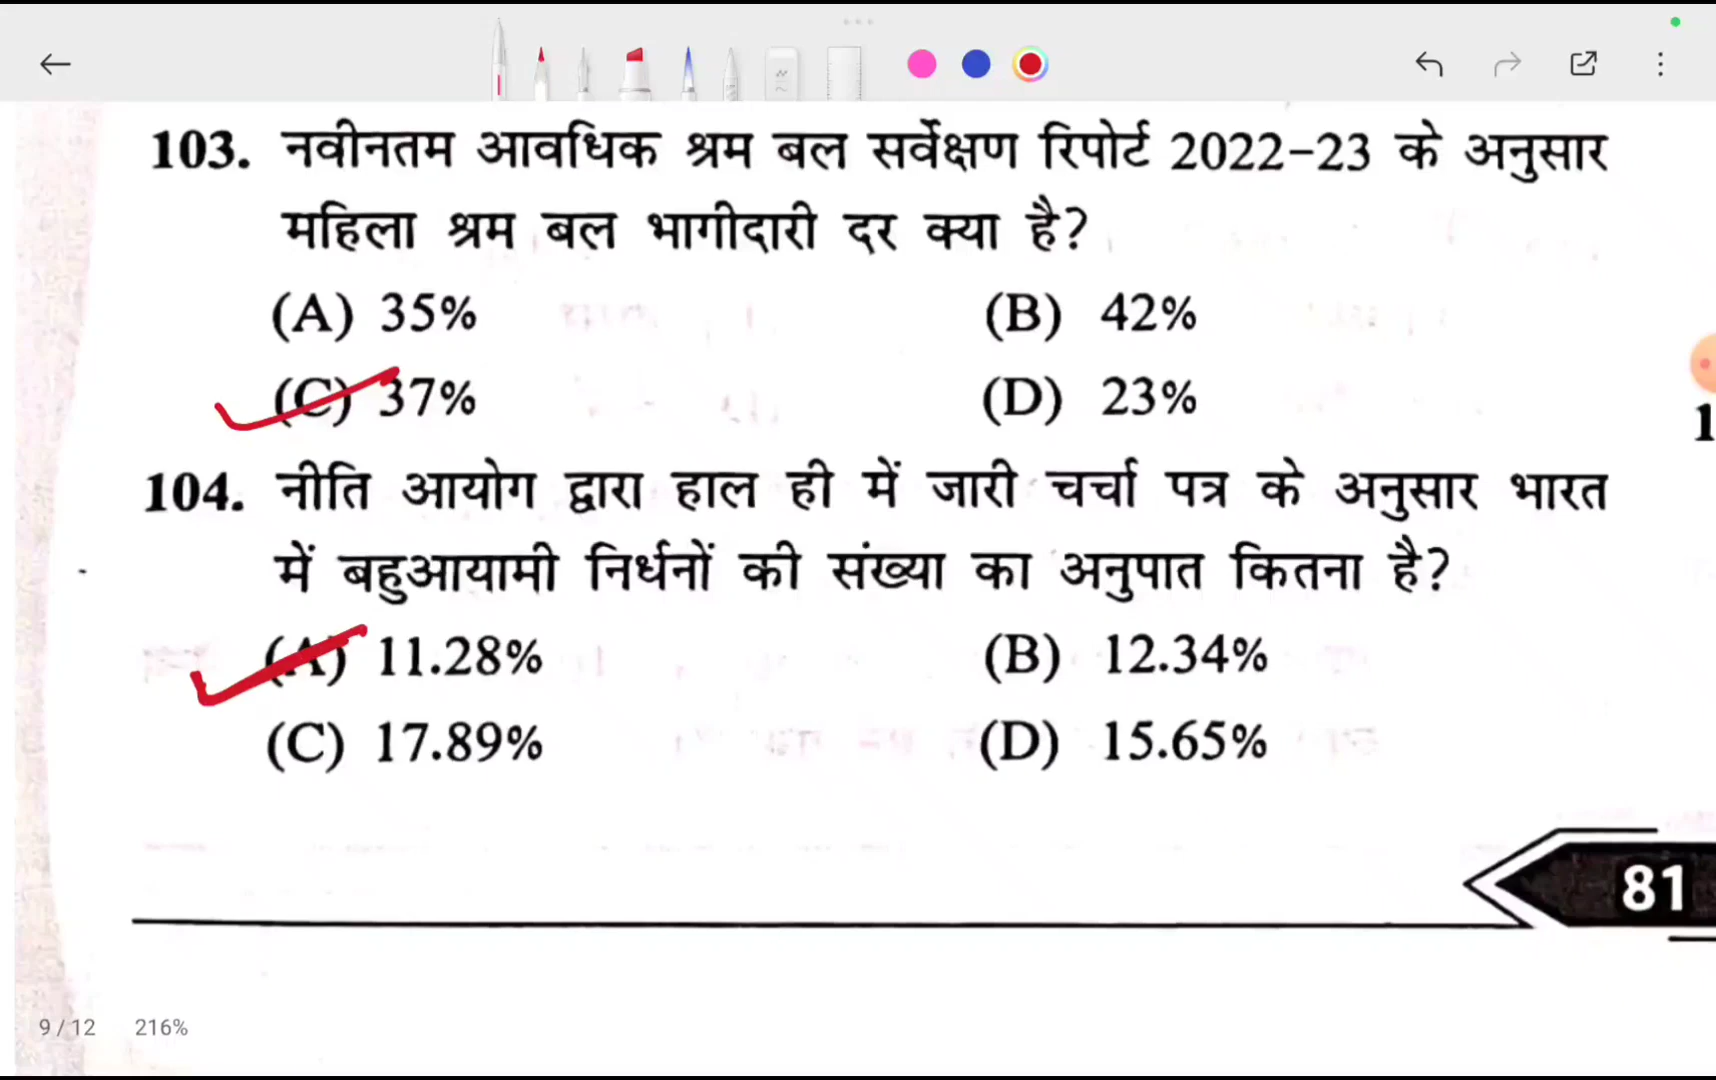 103. नवीनतम आवधिक श्रम बल सर्वेक्षण रिपोर्ट 2022-23 के अनुसार
महिला श्रम बल भागीदारी दर क्या है?
(A) 35% (B) 42%
(C) 37% (D) 23%
1
104. नीति आयोग द्वारा हाल ही में जारी चर्चा पत्र के अनुसार भारत
में बहुआयामी निर्धनों की संख्या का अनुपात कितना है?
(A) 11.28% (B) 12.34%
(C) 17.89% (D) 15.65%
81
9/12 216%